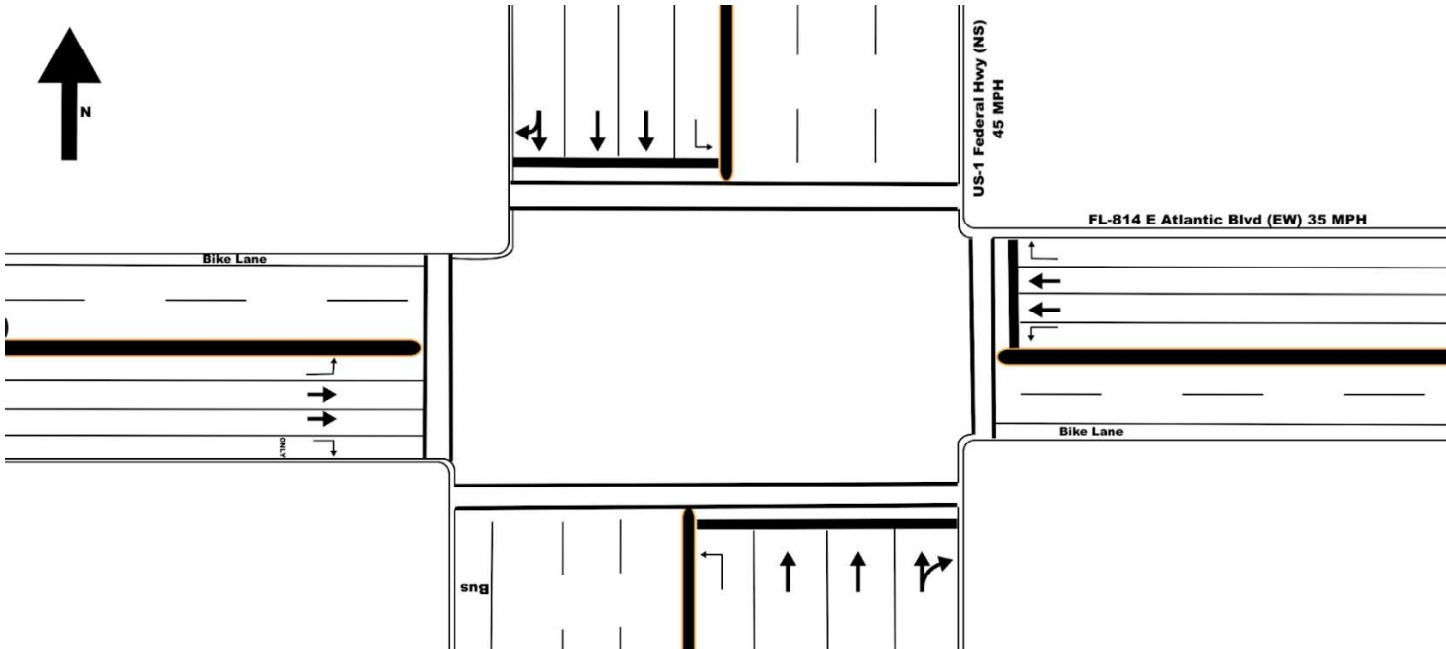 N
US-1 Federal Hwy (NS)
45 MPH
FL-814 E Atlantic Blvd (EW) 35 MPH
Bike Lane
Bike Lane
ONLY
Bus